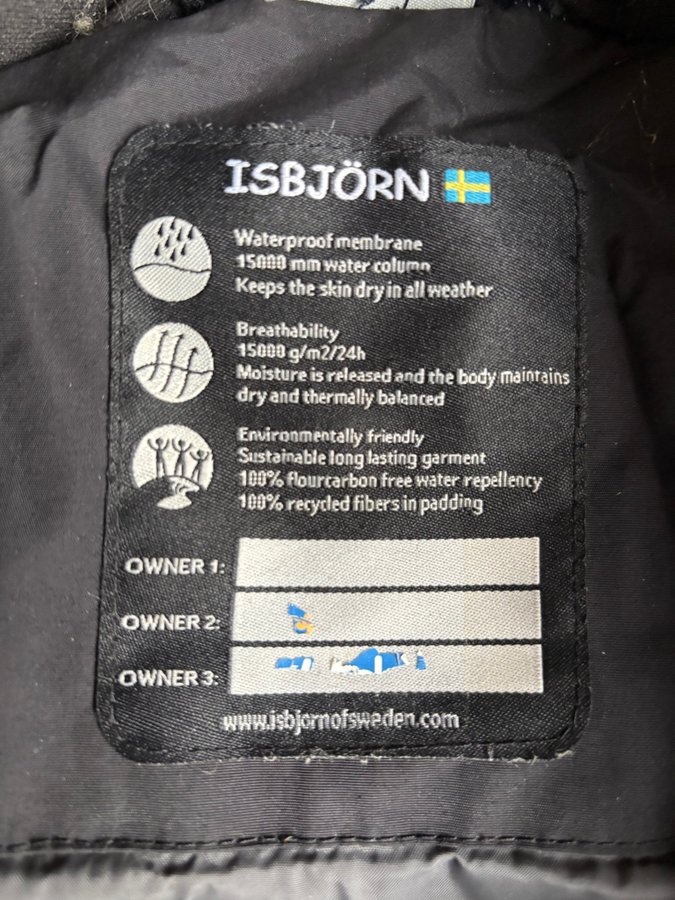 ISBJÖRN
Waterproof membrane
15000 mm water column
Keeps the skin dry in all weather
Breathability
15000 g/m2/24h
Moisture is released and the body maintains
dry and thermally balanced
Environmentally friendly
Sustainable long lasting garment
100% flourcarbon free water repellency
100% recycled fibers in padding
OWNER 1:
OWNER 2:
OWNER 3:
www.isbjornofsweden.com